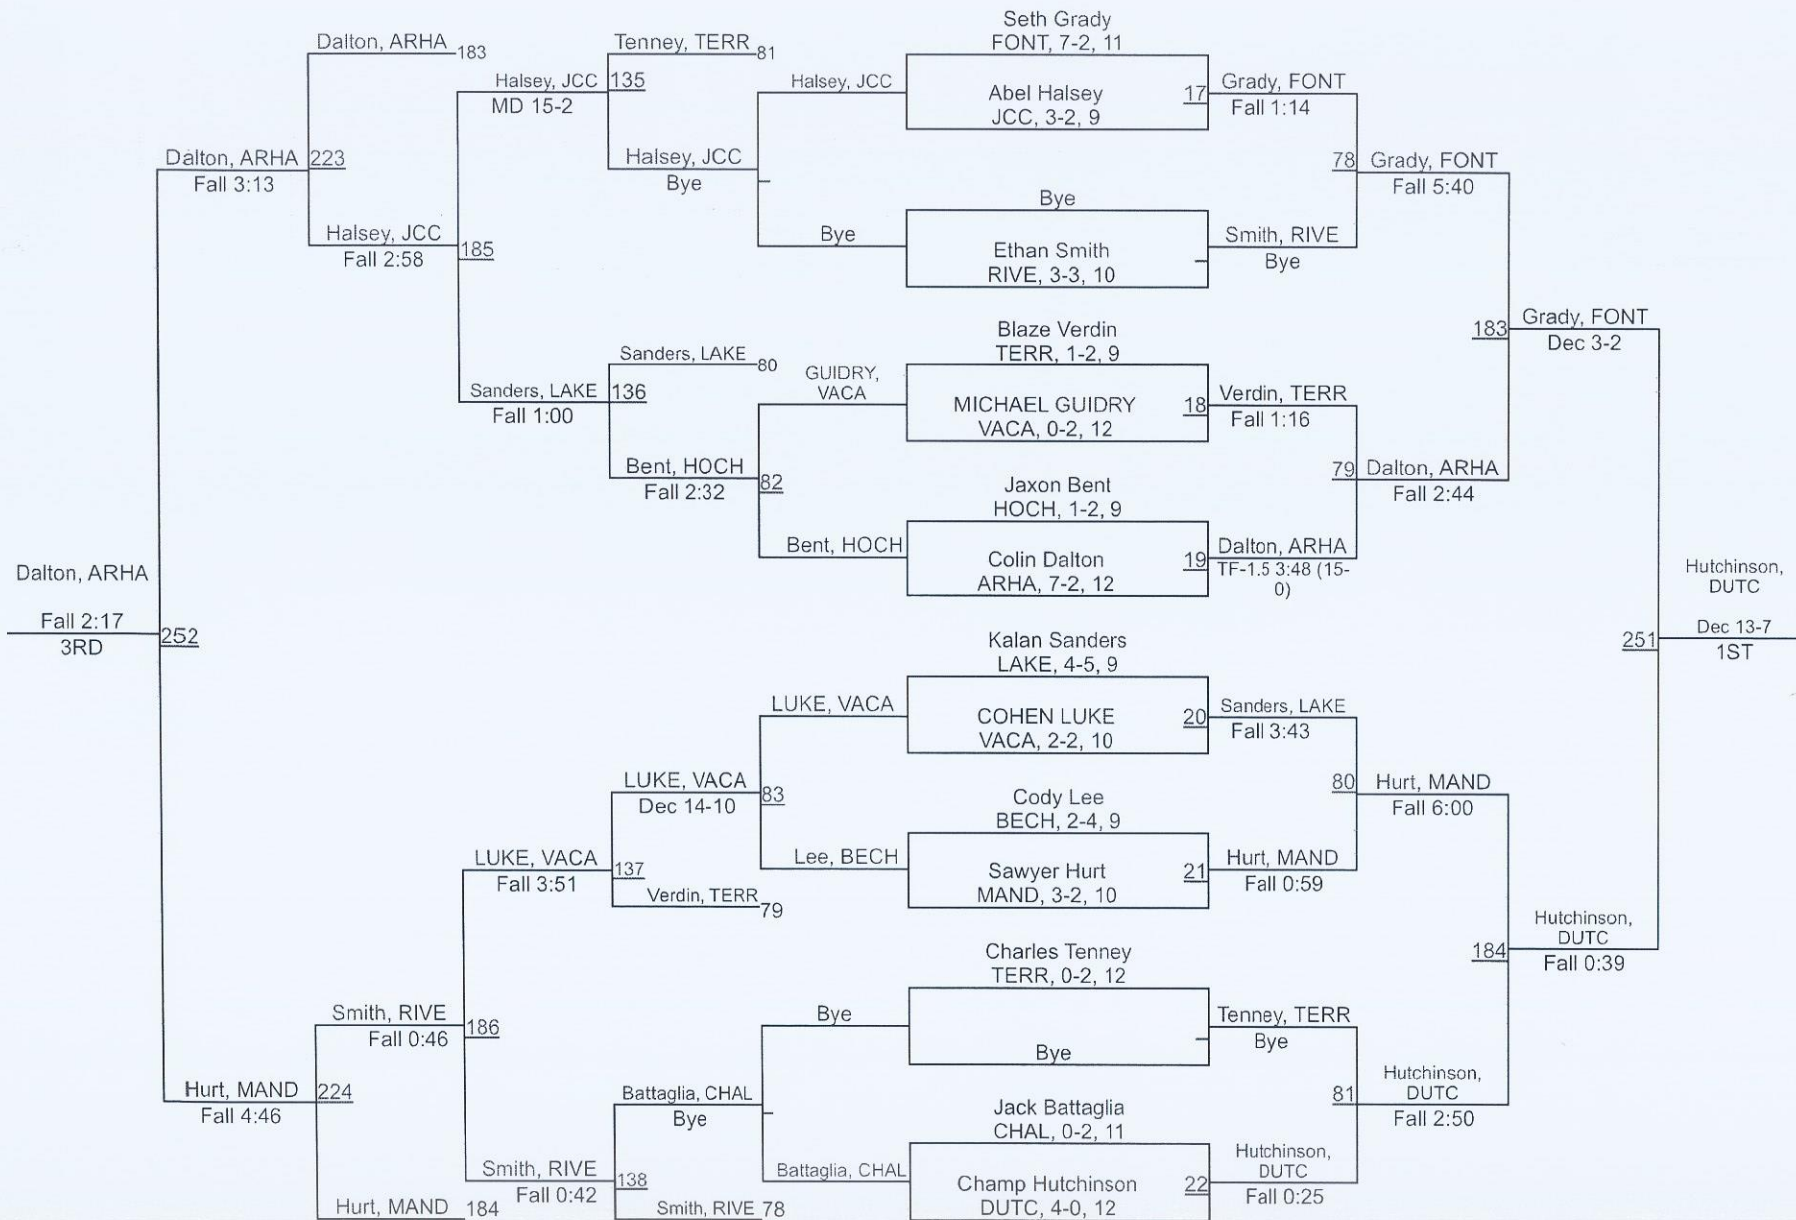 Seth Grady
FONT, 7-2, 11
Dalton, ARHA
183
Tenney, TERR
81
Halsey, JCC
135
MD 15-2
Halsey, JCC
Abel Halsey
JCC, 3-2, 9
17
Grady, FONT
Fall 1:14
Dalton, ARHA
223
Fall 3:13
Halsey, JCC
Bye
78
Grady, FONT
Fall 5:40
Bye
Halsey, JCC
Fall 2:58
185
Bye
Ethan Smith
RIVE, 3-3, 10
Smith, RIVE
Bye
Blaze Verdin
TERR, 1-2, 9
183
Grady, FONT
Dec 3-2
Sanders, LAKE
80
Sanders, LAKE
136
Fall 1:00
GUIDRY,
VACA
MICHAEL GUIDRY
VACA, 0-2, 12
18
Verdin, TERR
Fall 1:16
Bent, HOCH
Fall 2:32
82
Jaxon Bent
HOCH, 1-2, 9
79
Dalton, ARHA
Fall 2:44
Bent, HOCH
Colin Dalton
ARHA, 7-2, 12
19
Dalton, ARHA
TF-1.5 3:48 (15-
0)
Dalton, ARHA
Fall 2:17
3RD
252
Hutchinson,
DUTC
251
Dec 13-7
1ST
Kalan Sanders
LAKE, 4-5, 9
LUKE, VACA
COHEN LUKE
VACA, 2-2, 10
20
Sanders, LAKE
Fall 3:43
LUKE, VACA
Dec 14-10
83
Cody Lee
BECH, 2-4, 9
80
Hurt, MAND
Fall 6:00
LUKE, VACA
Fall 3:51
137
Lee, BECH
Sawyer Hurt
MAND, 3-2, 10
21
Hurt, MAND
Fall 0:59
Verdin, TERR
79
Charles Tenney
TERR, 0-2, 12
184
Hutchinson,
DUTC
Fall 0:39
Smith, RIVE
Fall 0:46
186
Bye
Bye
Tenney, TERR
Bye
Hurt, MAND
224
Fall 4:46
Battaglia, CHAL
Bye
Jack Battaglia
CHAL, 0-2, 11
81
Hutchinson,
DUTC
Fall 2:50
Smith, RIVE
Fall 0:42
138
Battaglia, CHAL
Champ Hutchinson
DUTC, 4-0, 12
22
Hutchinson,
DUTC
Fall 0:25
Hurt, MAND
184
Smith, RIVE
78